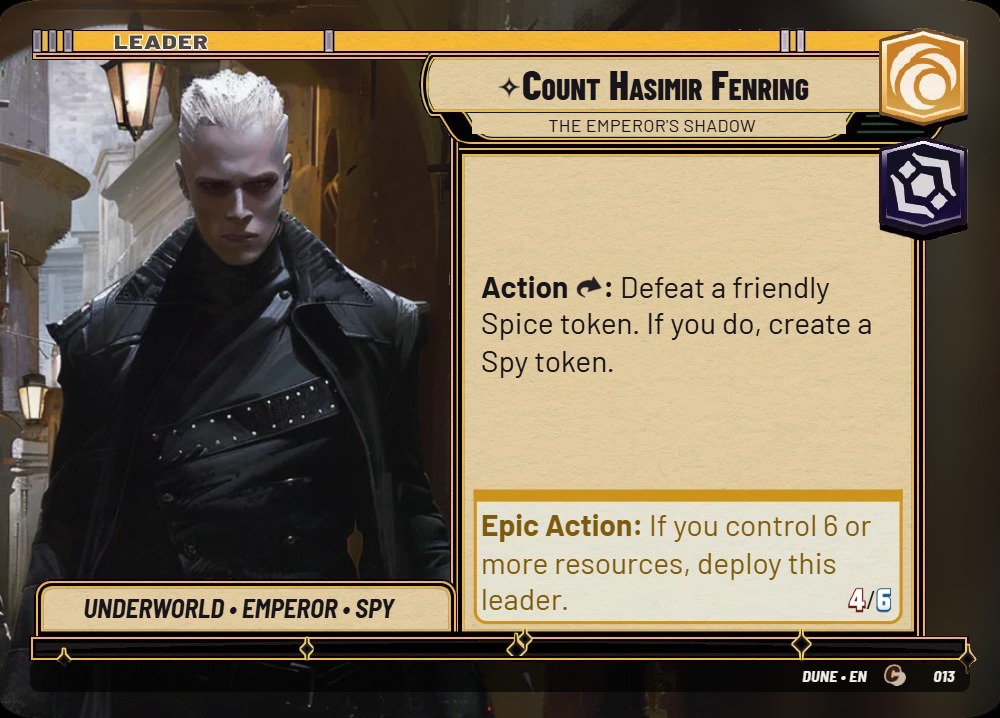 LEADER
✧COUNT HASIMIR FENRING
THE EMPEROR'S SHADOW
Action : Defeat a friendly
Spice token. If you do, create a
Spy token.
Epic Action: If you control 6 or
more resources, deploy this
leader.
4/6
UNDERWORLD • EMPEROR • SPY
DUNE • EN C 013